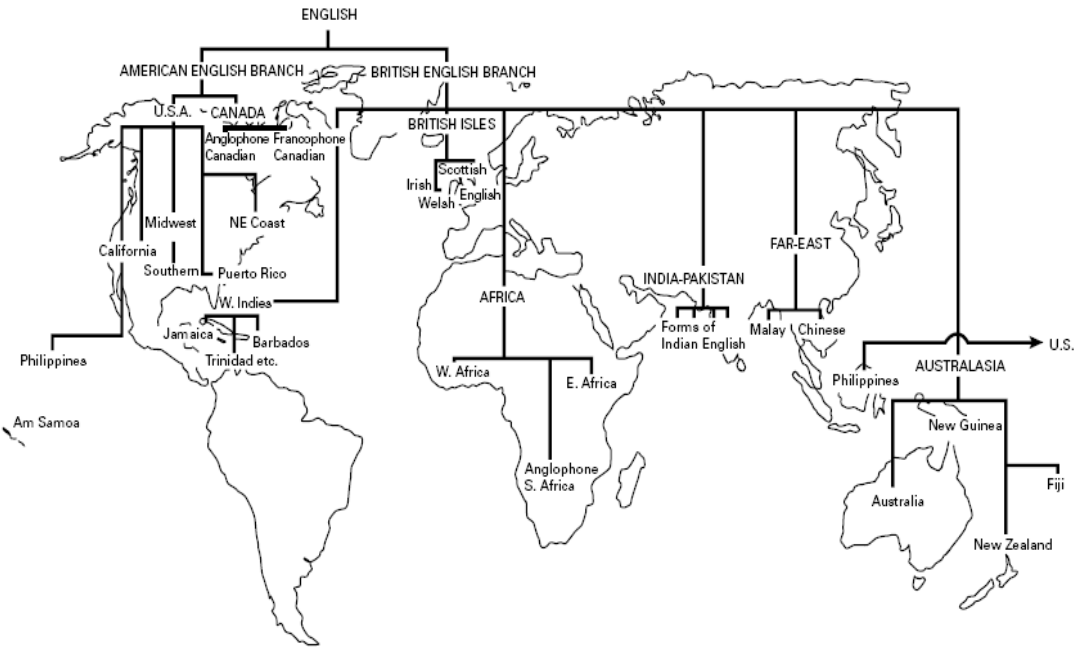 ENGLISH
AMERICAN ENGLISH BRANCH
BRITISH ENGLISH BRANCH
U.S.A.
CANADA
BRITISH ISLES
Anglophone
Canadian
Francophone
Canadian
Scottish
Irish
English
Welsh
Midwest
NE Coast
California
FAR-EAST
Southern
Puerto Rico
INDIA-PAKISTAN
W. Indies
AFRICA
Jamaica
Barbados
Forms of
Indian English
Malay
Chinese
Philippines
Trinidad etc.
U.S.
W. Africa
E. Africa
Philippines
AUSTRALASIA
Am Samoa
New Guinea
Anglophone
S. Africa
Australia
Fiji
New Zealand